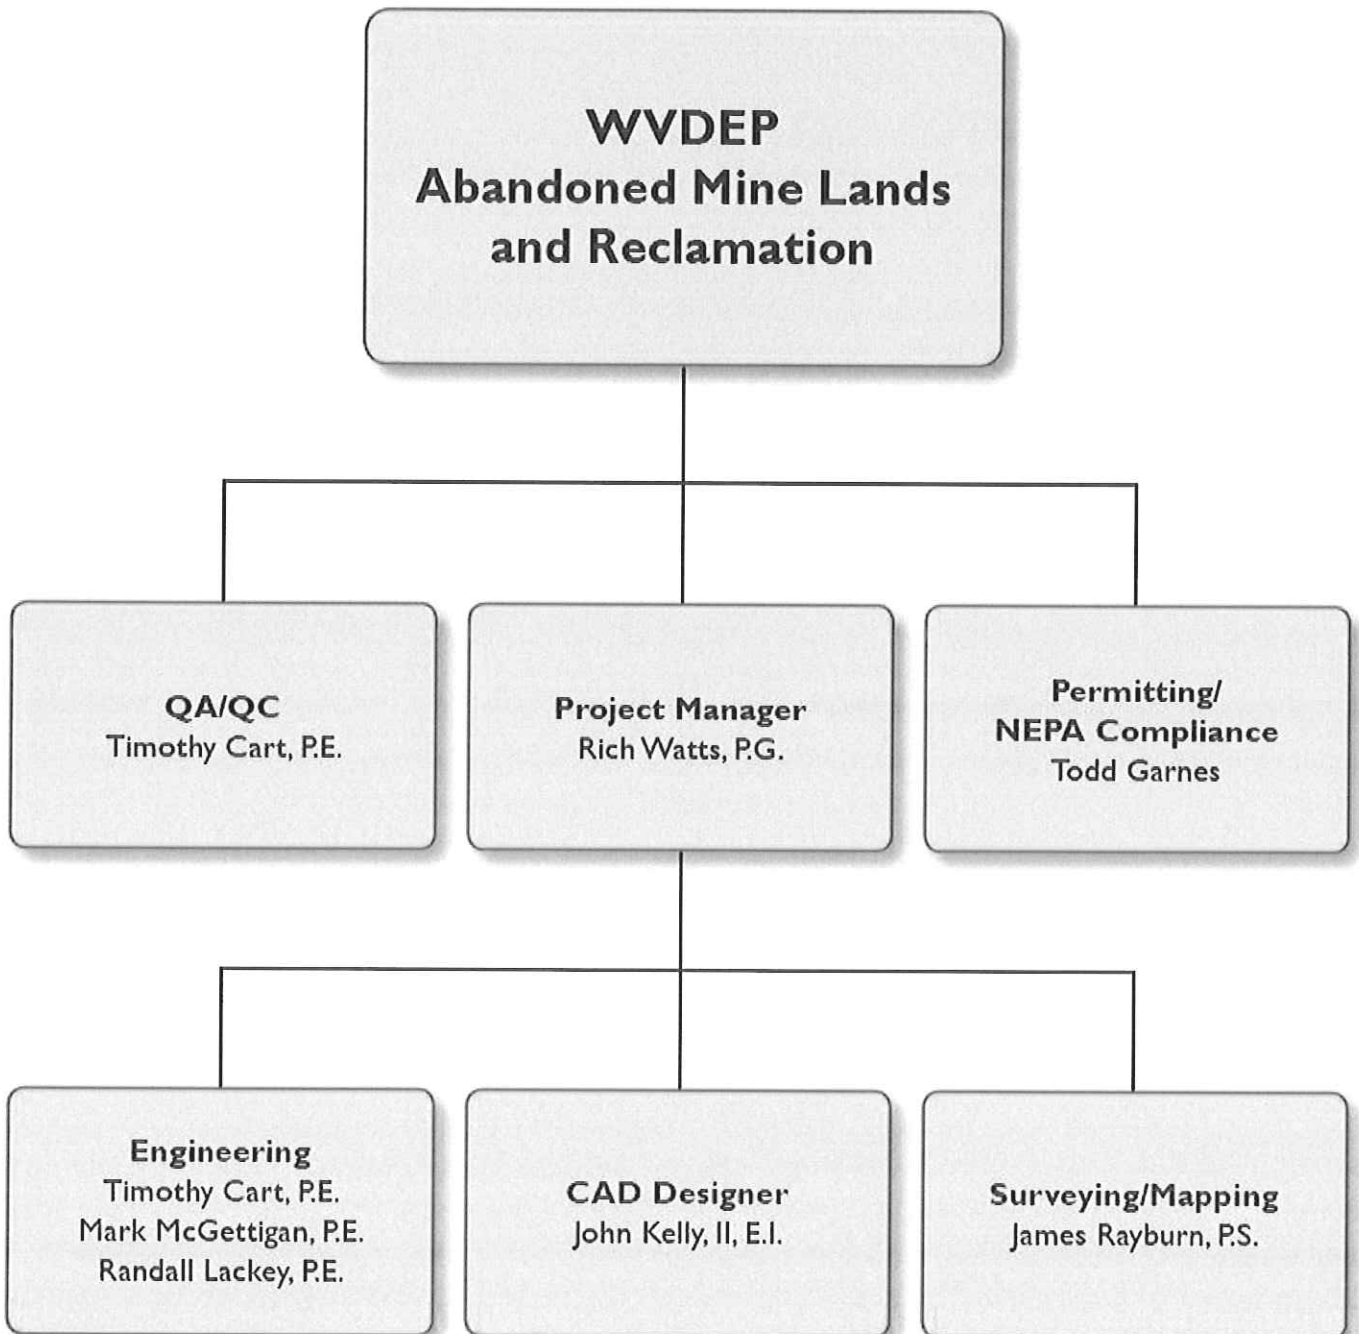 WVDEP
Abandoned Mine Lands
and Reclamation
QA/QC
Timothy Cart, P.E.
Project Manager
Rich Watts, P.G.
Permitting/
NEPA Compliance
Todd Garnes
Engineering
Timothy Cart, P.E.
Mark McGettigan, P.E.
Randall Lackey, P.E.
CAD Designer
John Kelly, II, E.I.
Surveying/Mapping
James Rayburn, P.S.